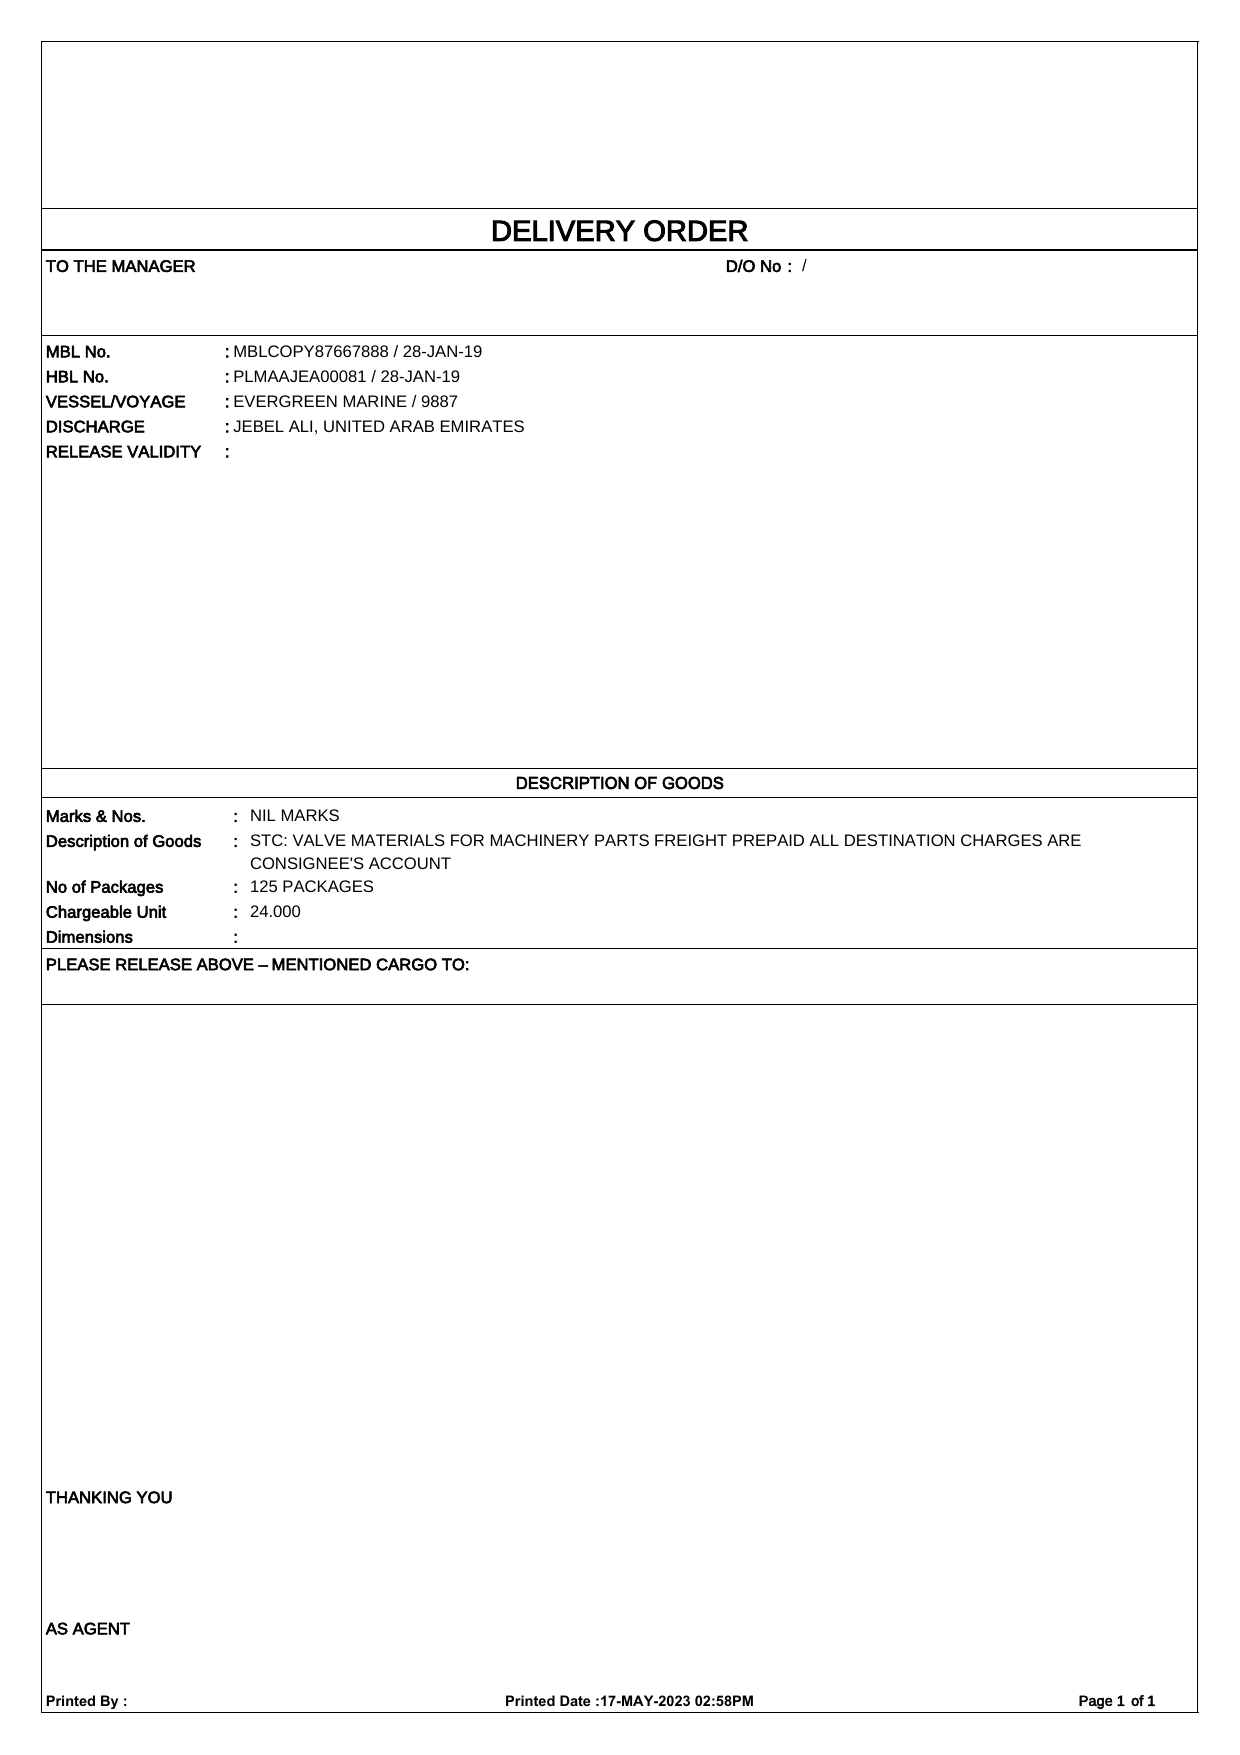 DELIVERY ORDER
TO THE MANAGER D/O No : /
MBL No. : MBLCOPY87667888 / 28-JAN-19
HBL No. : PLMAAJEA00081 / 28-JAN-19
VESSEL/VOYAGE : EVERGREEN MARINE / 9887
DISCHARGE : JEBEL ALI, UNITED ARAB EMIRATES
RELEASE VALIDITY :
DESCRIPTION OF GOODS
Marks & Nos. : NIL MARKS
Description of Goods : STC: VALVE MATERIALS FOR MACHINERY PARTS FREIGHT PREPAID ALL DESTINATION CHARGES ARE
CONSIGNEE'S ACCOUNT
No of Packages : 125 PACKAGES
Chargeable Unit : 24.000
Dimensions :
PLEASE RELEASE ABOVE – MENTIONED CARGO TO:
THANKING YOU
AS AGENT
Printed By : Printed Date :17-MAY-2023 02:58PM Page 1 of 1